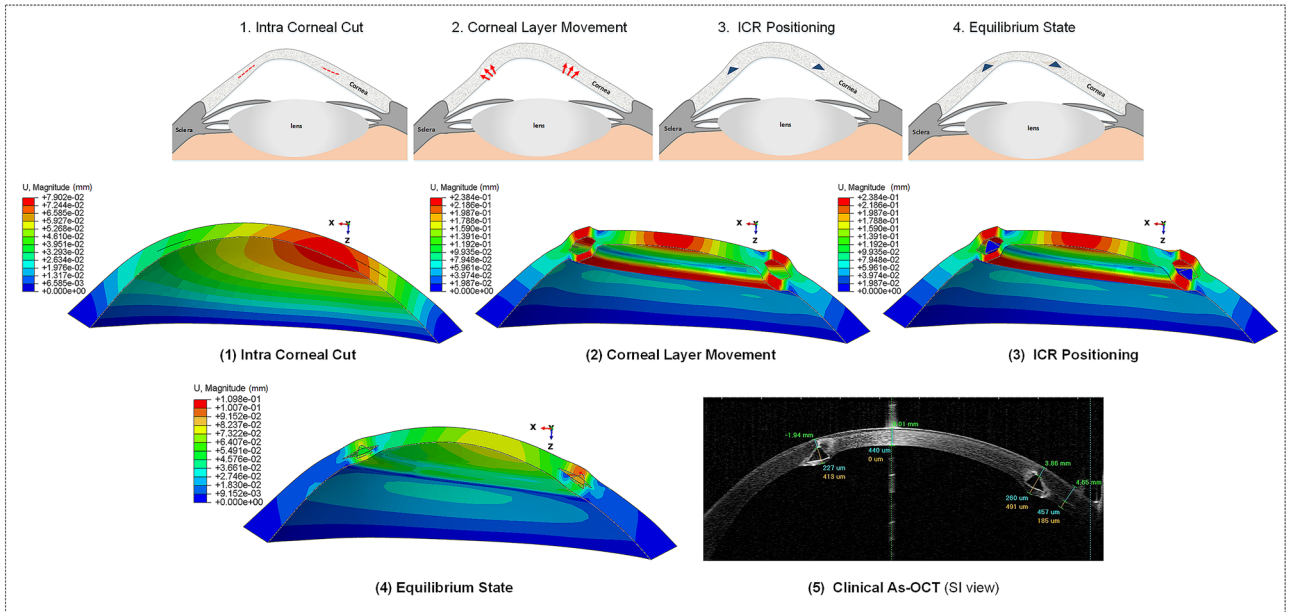 1. Intra Corneal Cut
2. Corneal Layer Movement
3. ICR Positioning
4. Equilibrium State
Cornea
Sclera
lens
Cornea
Sclera
lens
Cornea
Sclera
lens
Cornea
Sclera
lens
U, Magnitude (mm)
+7.902e-02
+7.244e-02
+6.585e-02
+5.927e-02
+5.268e-02
+4.610e-02
+3.951e-02
+3.293e-02
+2.634e-02
+1.976e-02
+1.317e-02
+6.585e-03
+0.000e+00
X
Y
Z
(1) Intra Corneal Cut
U, Magnitude (mm)
+2.384e-01
+2.186e-01
+1.987e-01
+1.788e-01
+1.590e-01
+1.391e-01
+1.192e-01
+9.935e-02
+7.948e-02
+5.961e-02
+3.974e-02
+1.987e-02
+0.000e+00
X
Y
Z
(2) Corneal Layer Movement
U, Magnitude (mm)
+2.384e-01
+2.186e-01
+1.987e-01
+1.788e-01
+1.590e-01
+1.391e-01
+1.192e-01
+9.935e-02
+7.948e-02
+5.961e-02
+3.974e-02
+1.987e-02
+0.000e+00
X
Y
Z
(3) ICR Positioning
U, Magnitude (mm)
+1.098e-01
+1.007e-01
+9.152e-02
+8.237e-02
+7.322e-02
+6.407e-02
+5.491e-02
+4.576e-02
+3.661e-02
+2.746e-02
+1.830e-02
+9.152e-03
+0.000e+00
X
Y
Z
(4) Equilibrium State
-1.94 mm
.01 mm
440 um
0 um
227 um
413 um
3.86 mm
4.65 mm
260 um
491 um
457 um
185 um
(5) Clinical As-OCT (SI view)